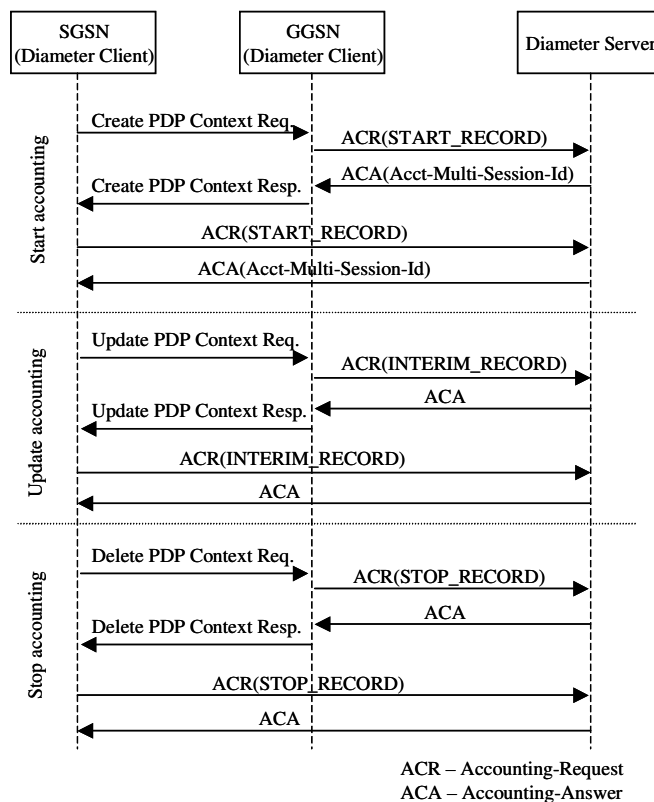 SGSN
(Diameter Client)
GGSN
(Diameter Client)
Diameter Server
Start accounting
Create PDP Context Req.
ACR(START_RECORD)
ACA(Acct-Multi-Session-Id)
Create PDP Context Resp.
ACR(START_RECORD)
ACA(Acct-Multi-Session-Id)
Update accounting
Update PDP Context Req.
ACR(INTERIM_RECORD)
ACA
Update PDP Context Resp.
ACR(INTERIM_RECORD)
ACA
Stop accounting
Delete PDP Context Req.
ACR(STOP_RECORD)
ACA
Delete PDP Context Resp.
ACR(STOP_RECORD)
ACA
ACR – Accounting-Request
ACA – Accounting-Answer